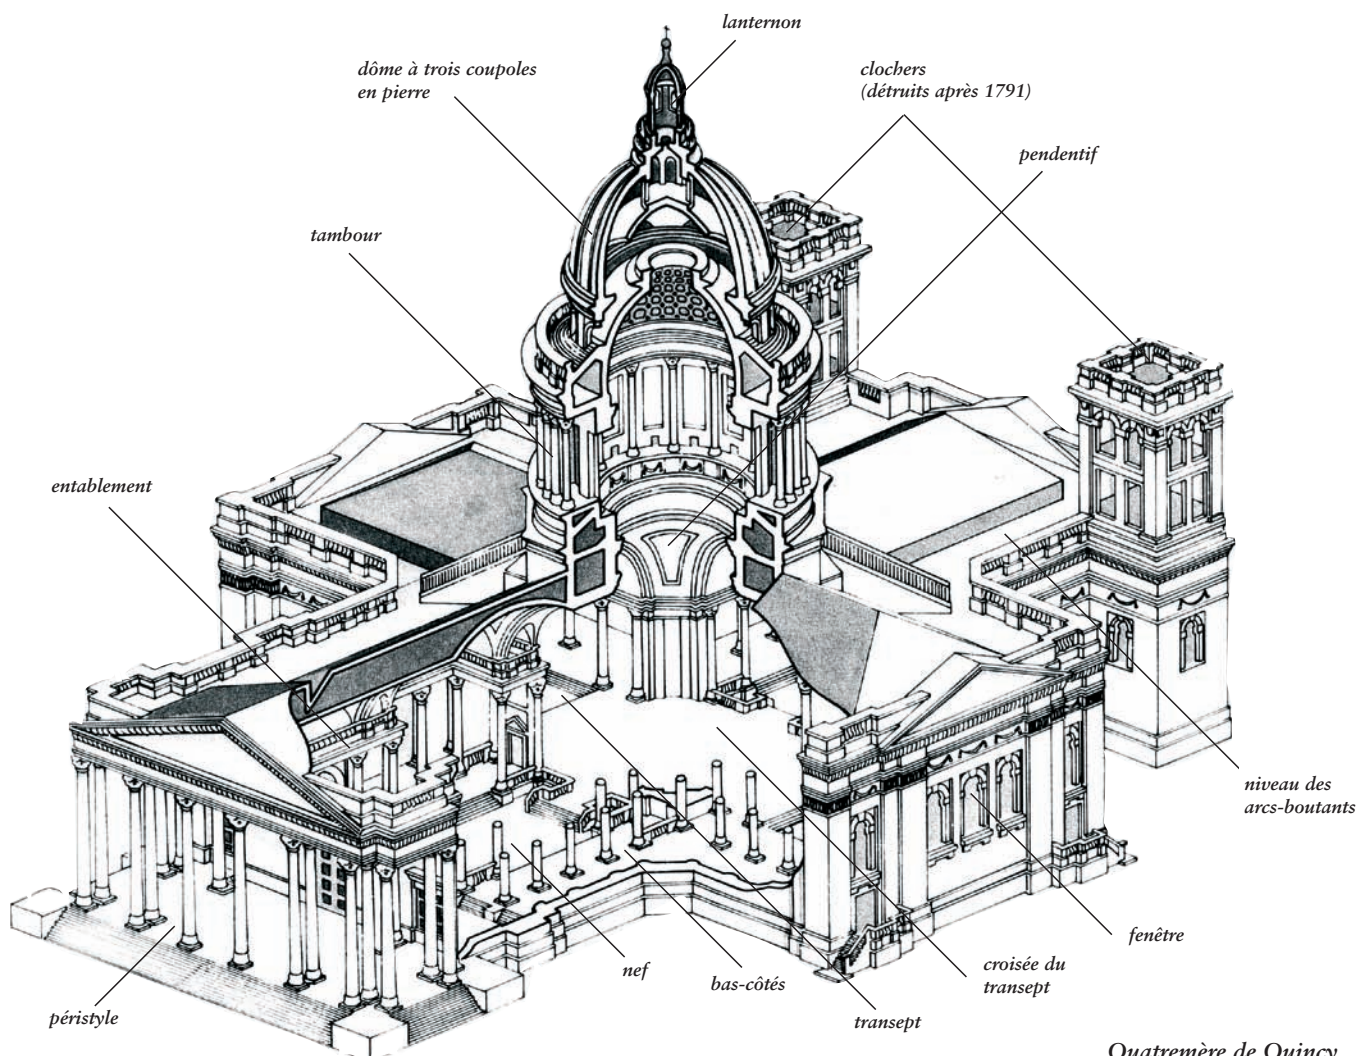 lanternon
dôme à trois coupoles
en pierre
clochers
(détruits après 1791)
pendentif
tambour
entablement
niveau des
arcs-boutants
fenêtre
croisée du
transept
nef
bas-côtés
péristyle
transept
Quatremère de Quincy